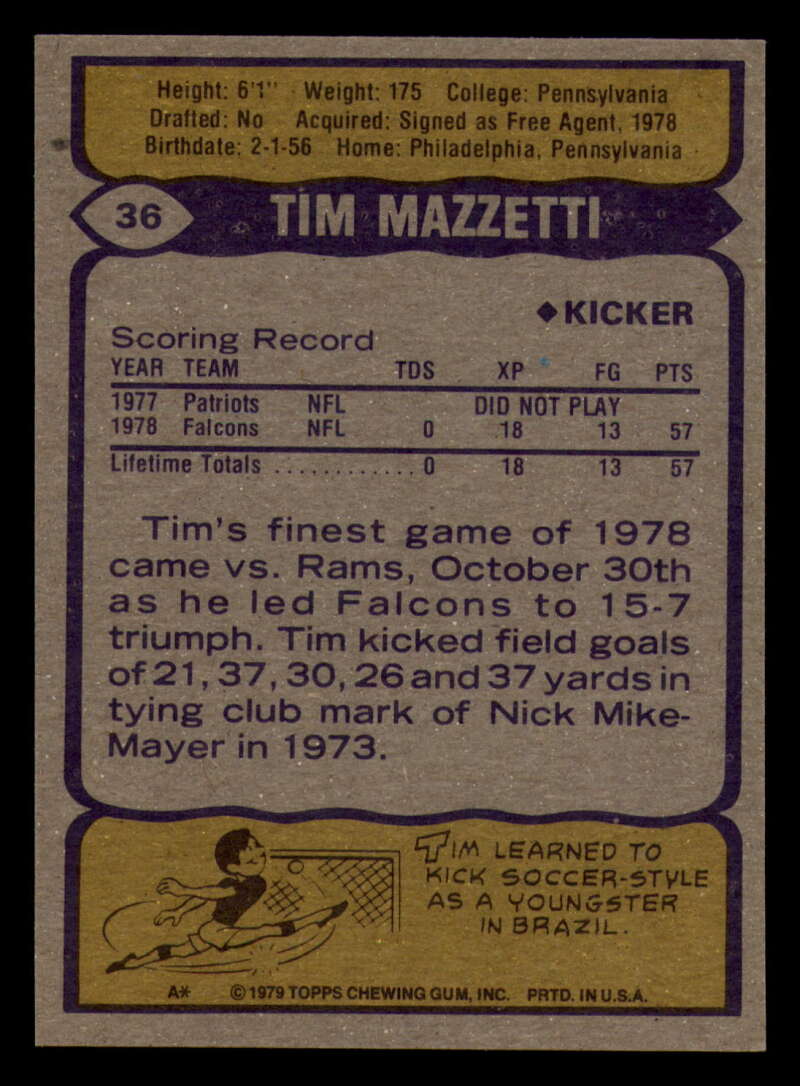 Height: 6'1" Weight: 175 College: Pennsylvania
Drafted: No Acquired: Signed as Free Agent, 1978
Birthdate: 2-1-56 Home: Philadelphia, Pennsylvania
36 TIM MAZZETTI
◆KICKER
Scoring Record
YEAR TEAM TDS XP FG PTS
1977 Patriots NFL DID NOT PLAY
1978 Falcons NFL 0 18 13 57
Lifetime Totals ............0 18 13 57
Tim's finest game of 1978
came vs. Rams, October 30th
as he led Falcons to 15-7
triumph. Tim kicked field goals
of 21, 37, 30, 26 and 37 yards in
tying club mark of Nick Mike-
Mayer in 1973.
TIM LEARNED TO
KICK SOCCER-STYLE
AS A YOUNGSTER
IN BRAZIL.
A* ©1979 TOPPS CHEWING GUM, INC. PRTD. IN U.S.A.